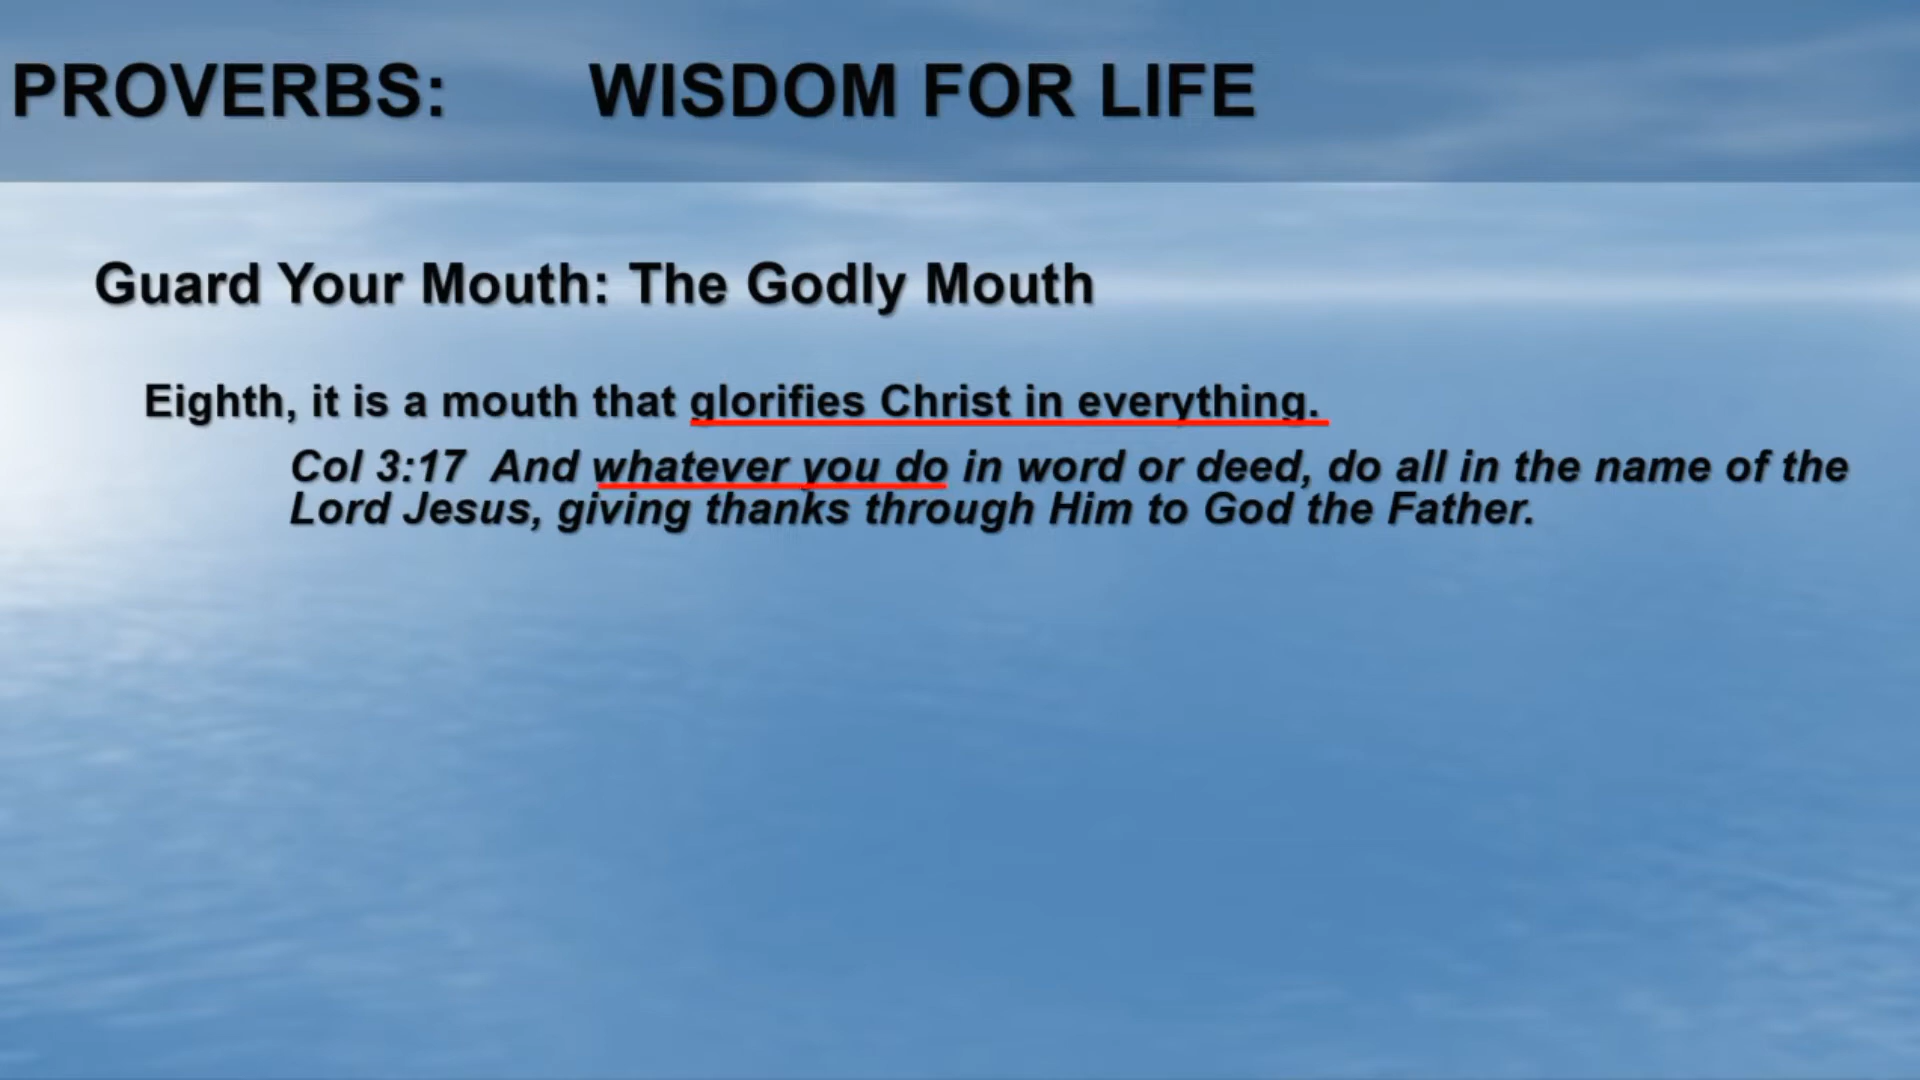 PROVERBS: WISDOM FOR LIFE
Guard Your Mouth: The Godly Mouth
Eighth, it is a mouth that glorifies Christ in everything.
Col 3:17 And whatever you do in word or deed, do all in the name of the
Lord Jesus, giving thanks through Him to God the Father.